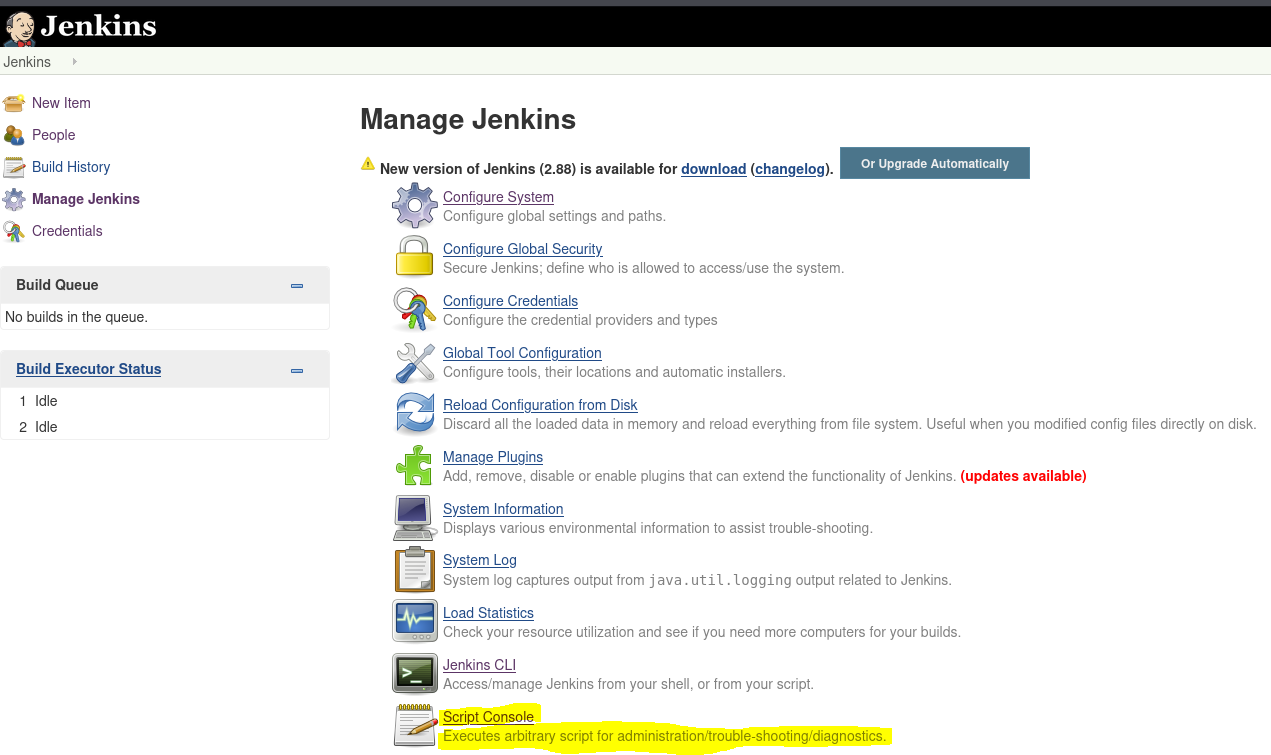 Jenkins
Jenkins
New Item
People
Build History
Manage Jenkins
Credentials
Build Queue
No builds in the queue.
Build Executor Status
1 Idle
2 Idle
Manage Jenkins
New version of Jenkins (2.88) is available for download (changelog). Or Upgrade Automatically
Configure System
Configure global settings and paths.
Configure Global Security
Secure Jenkins; define who is allowed to access/use the system.
Configure Credentials
Configure the credential providers and types
Global Tool Configuration
Configure tools, their locations and automatic installers.
Reload Configuration from Disk
Discard all the loaded data in memory and reload everything from file system. Useful when you modified config files directly on disk.
Manage Plugins
Add, remove, disable or enable plugins that can extend the functionality of Jenkins. (updates available)
System Information
Displays various environmental information to assist trouble-shooting.
System Log
System log captures output from java.util.logging output related to Jenkins.
Load Statistics
Check your resource utilization and see if you need more computers for your builds.
Jenkins CLI
Access/manage Jenkins from your shell, or from your script.
Script Console
Executes arbitrary script for administration/trouble-shooting/diagnostics.